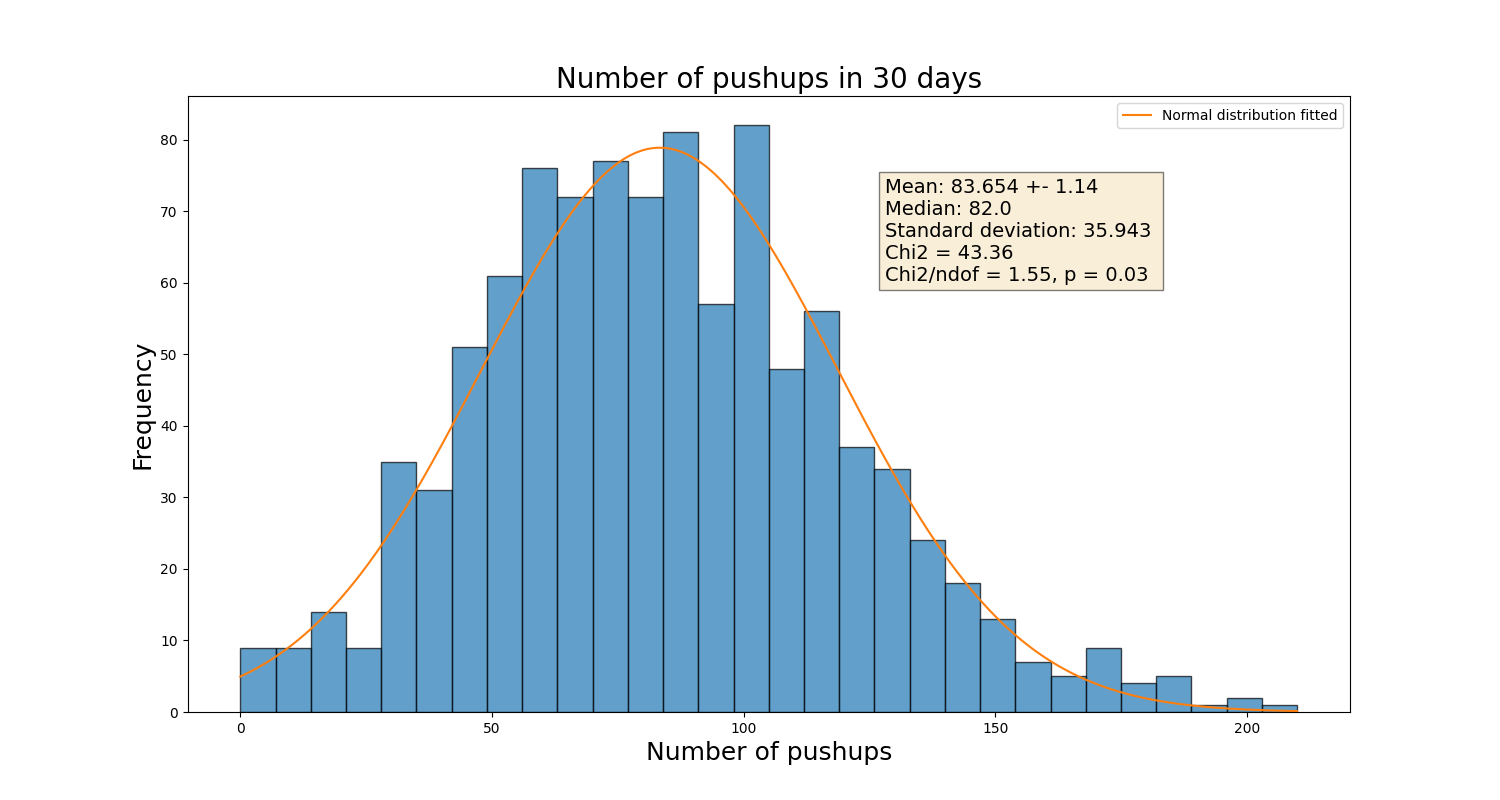 Number of pushups in 30 days
Normal distribution fitted
Mean: 83.654 +- 1.14
Median: 82.0
Standard deviation: 35.943
Chi2 = 43.36
Chi2/ndof = 1.55, p = 0.03
Frequency
80
70
60
50
40
30
20
10
0
0 50 100 150 200
Number of pushups